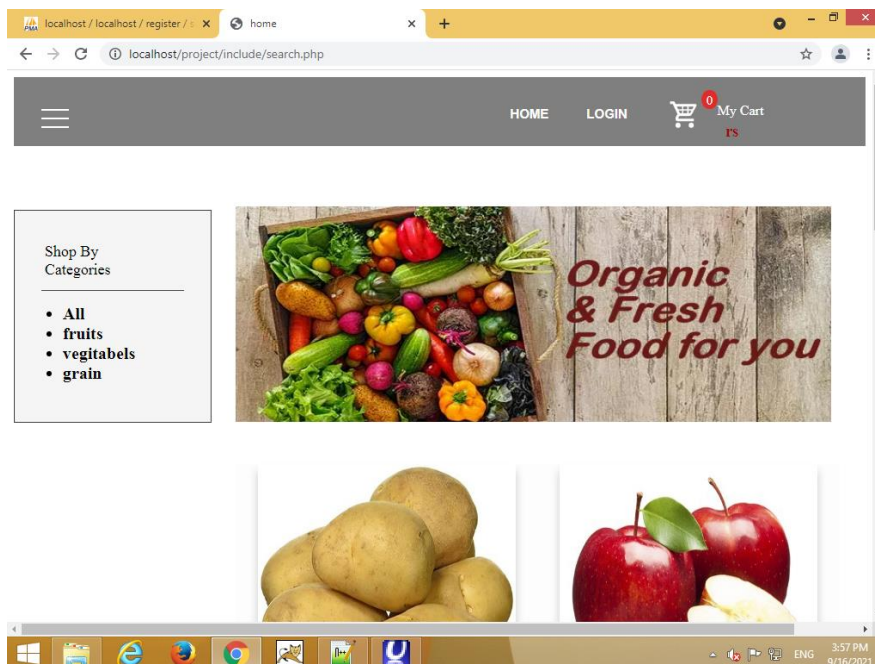 localhost / localhost / register /
home
localhost/project/include/search.php
HOME
LOGIN
0
My Cart
rs
Shop By
Categories
All
fruits
vegitabels
grain
Organic
& Fresh
Food for you
ENG
3:57 PM
9/16/2021